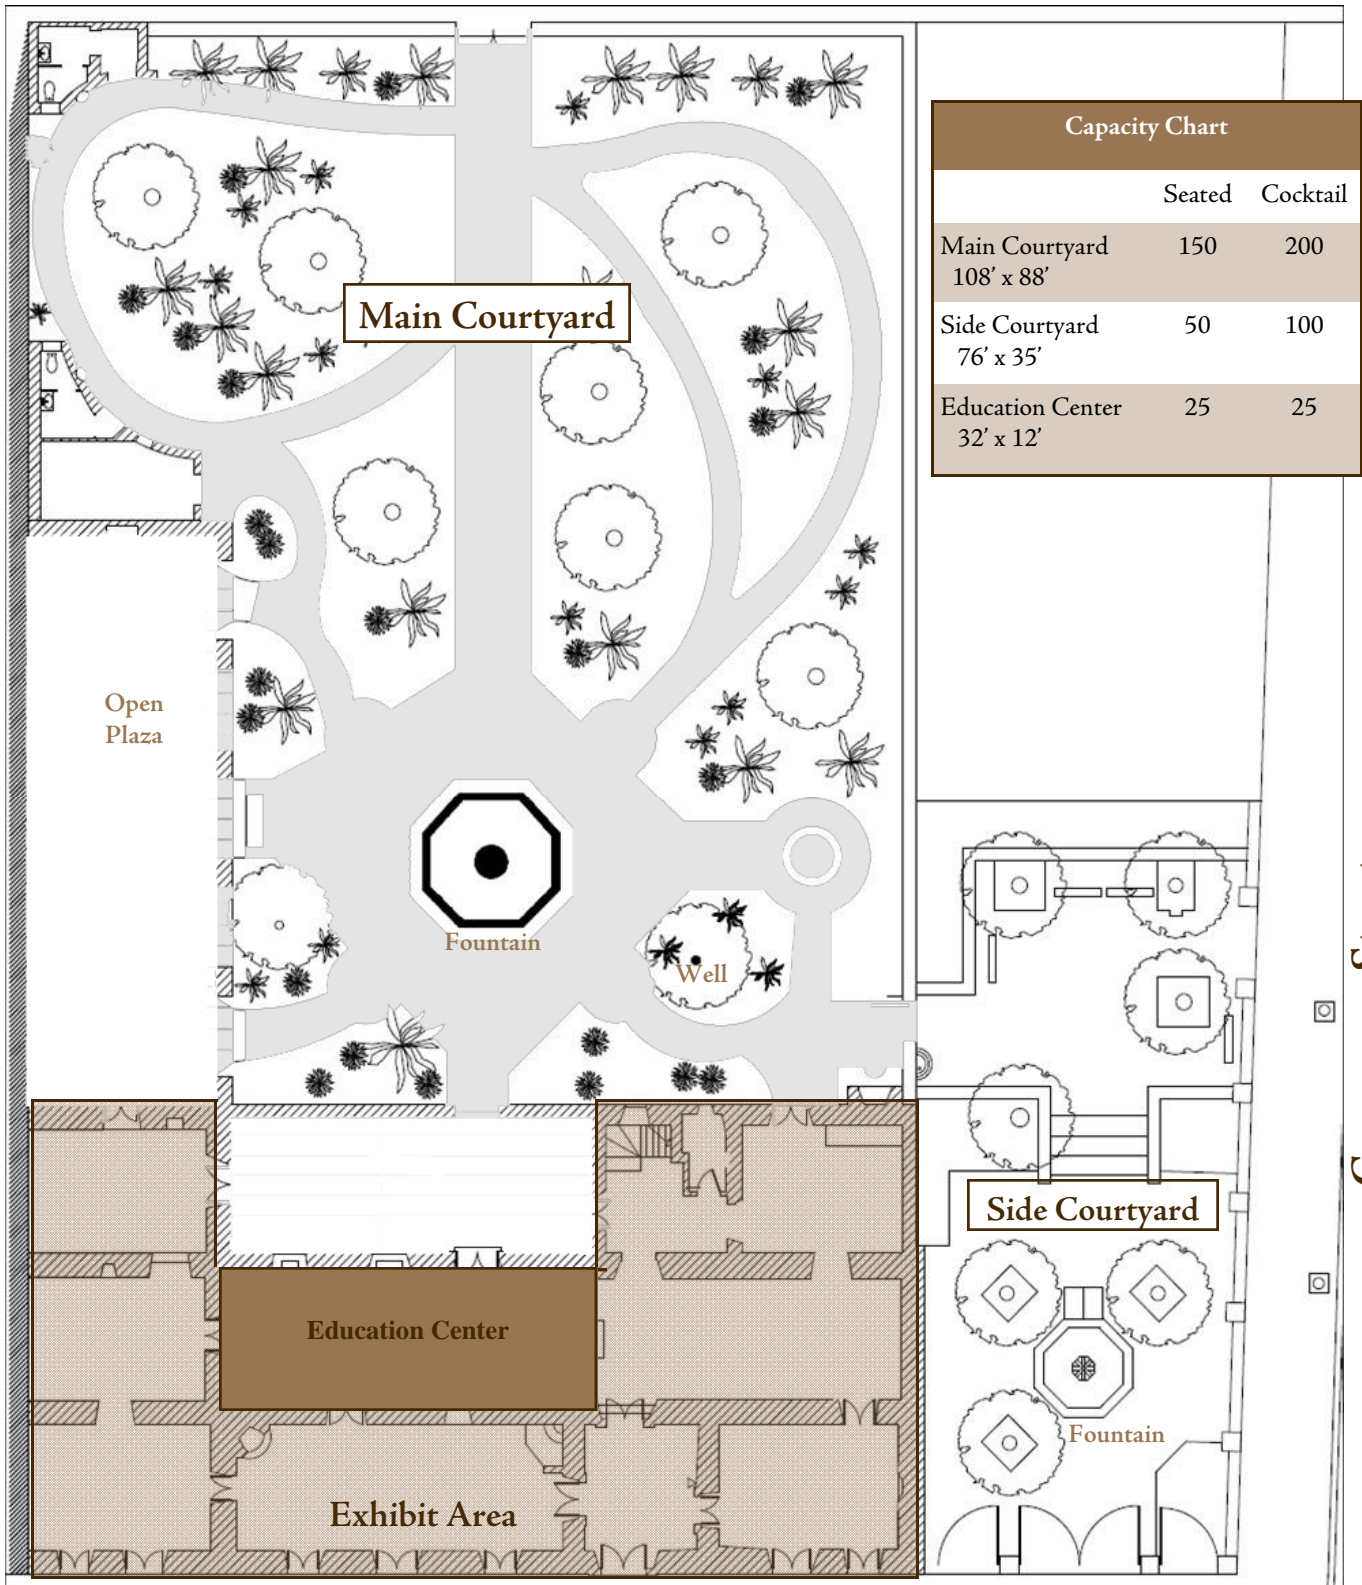 Capacity Chart
Seated Cocktail
Main Courtyard 150 200
108’ x 88’
Side Courtyard 50 100
76’ x 35’
Education Center 25 25
32’ x 12’
Main Courtyard
Open
Plaza
Fountain
Well
Side Courtyard
Education Center
Fountain
Exhibit Area